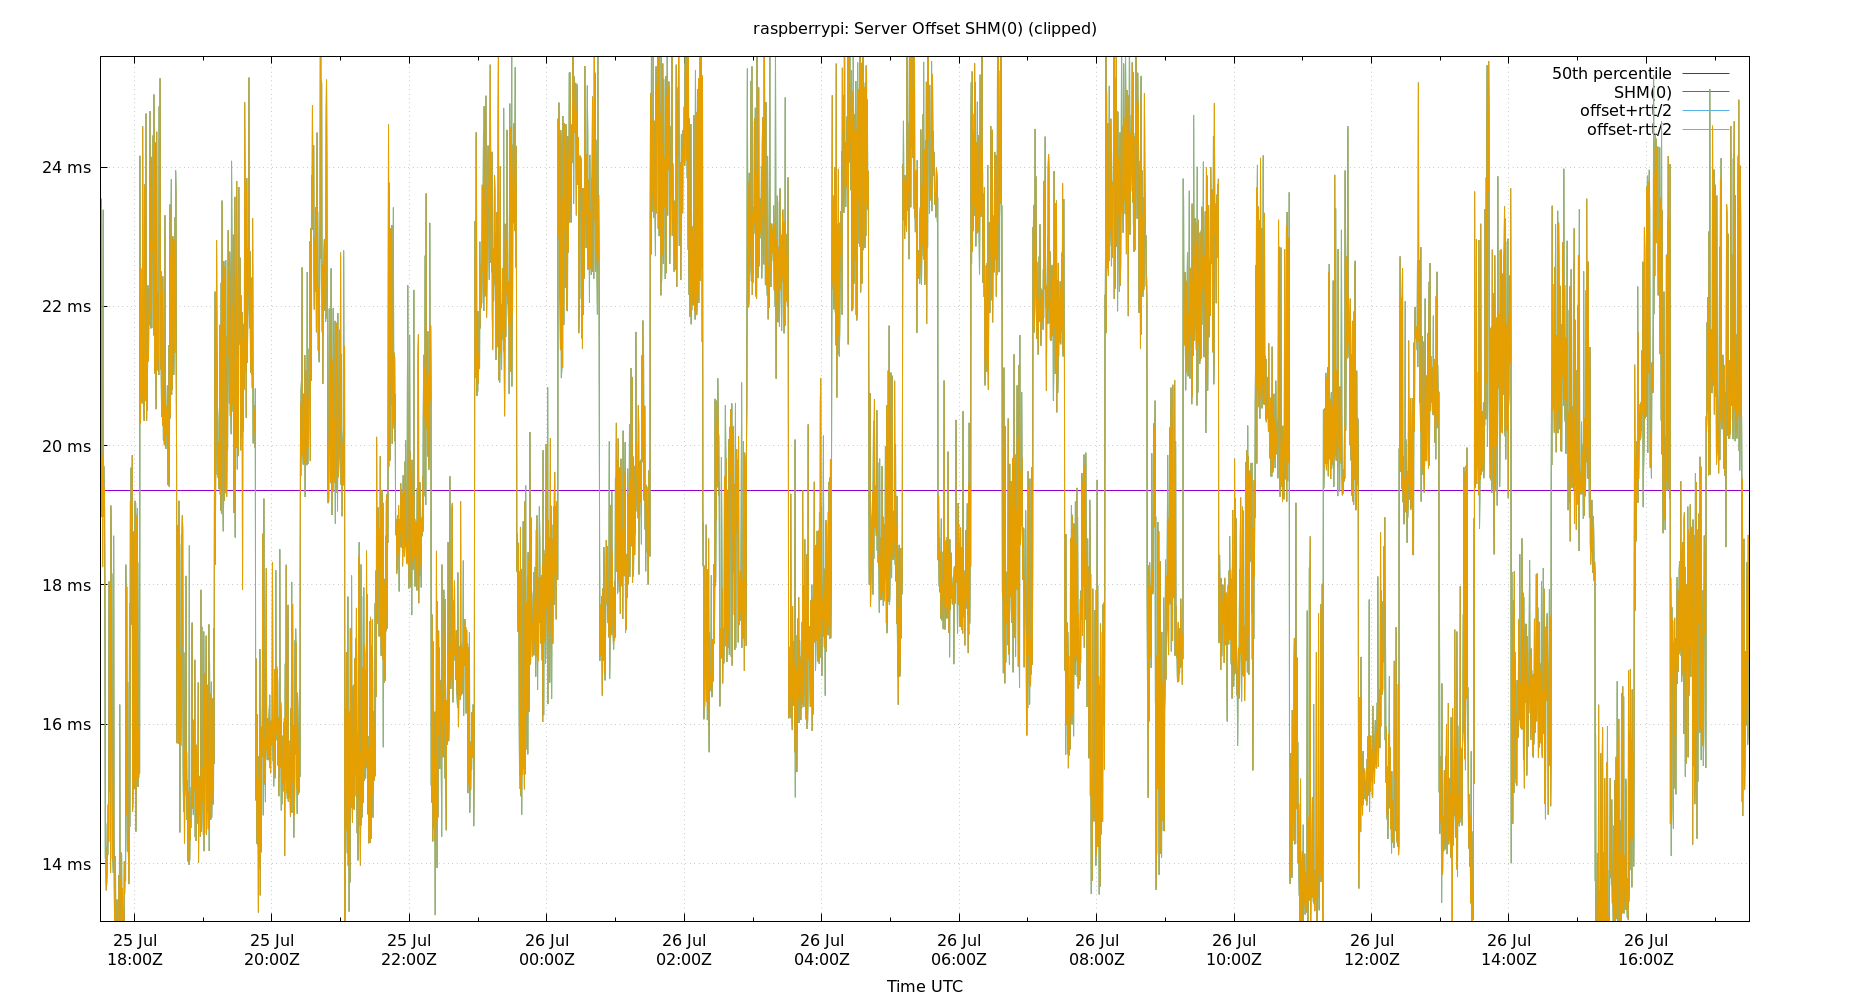 raspberrypi: Server Offset SHM(0) (clipped)
50th percentile
SHM(0)
offset+rtt/2
offset-rtt/2
24 ms
22 ms
20 ms
18 ms
16 ms
14 ms
25 Jul 25 Jul 25 Jul 26 Jul 26 Jul 26 Jul 26 Jul 26 Jul 26 Jul 26 Jul 26 Jul 26 Jul
18:00Z 20:00Z 22:00Z 00:00Z 02:00Z 04:00Z 06:00Z 08:00Z 10:00Z 12:00Z 14:00Z 16:00Z
Time UTC